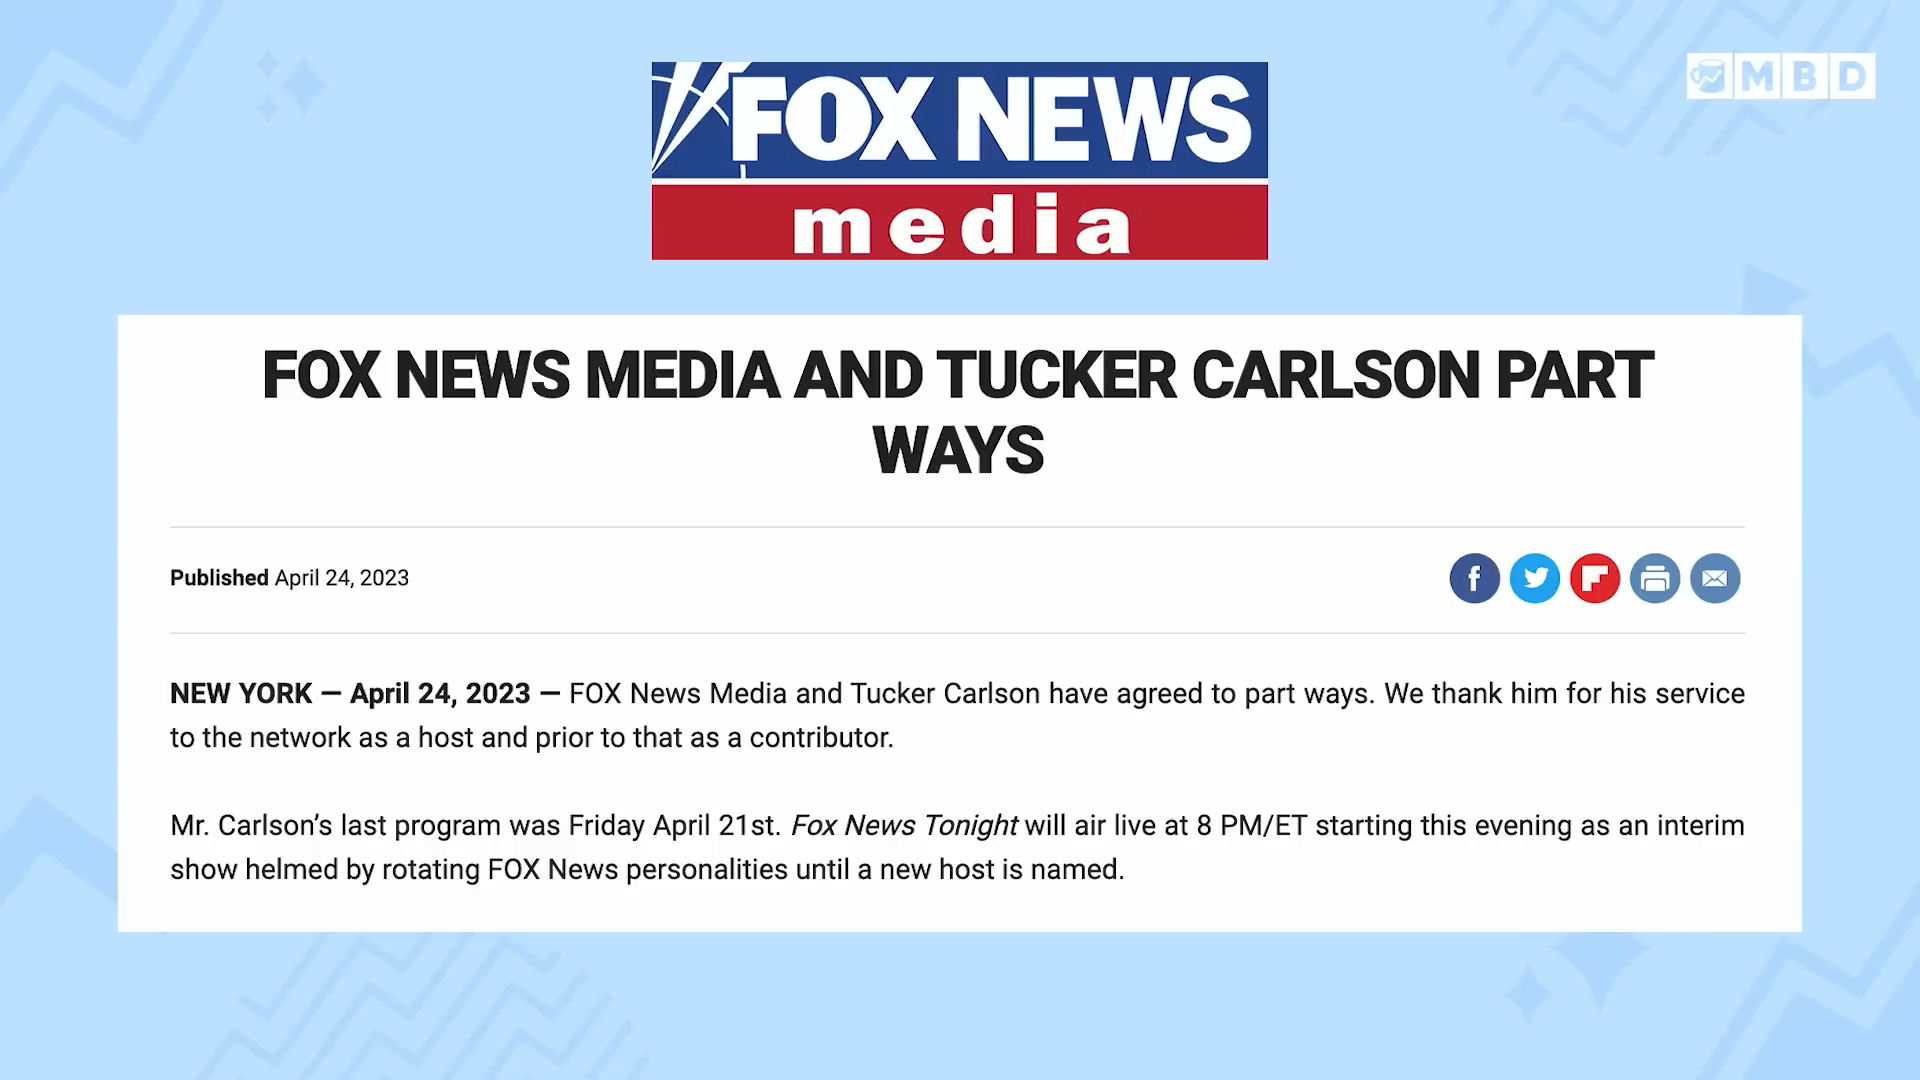 MBD
FOX NEWS
media
FOX NEWS MEDIA AND TUCKER CARLSON PART
WAYS
Published April 24, 2023
NEW YORK — April 24, 2023 — FOX News Media and Tucker Carlson have agreed to part ways. We thank him for his service
to the network as a host and prior to that as a contributor.
Mr. Carlson’s last program was Friday April 21st. Fox News Tonight will air live at 8 PM/ET starting this evening as an interim
show helmed by rotating FOX News personalities until a new host is named.